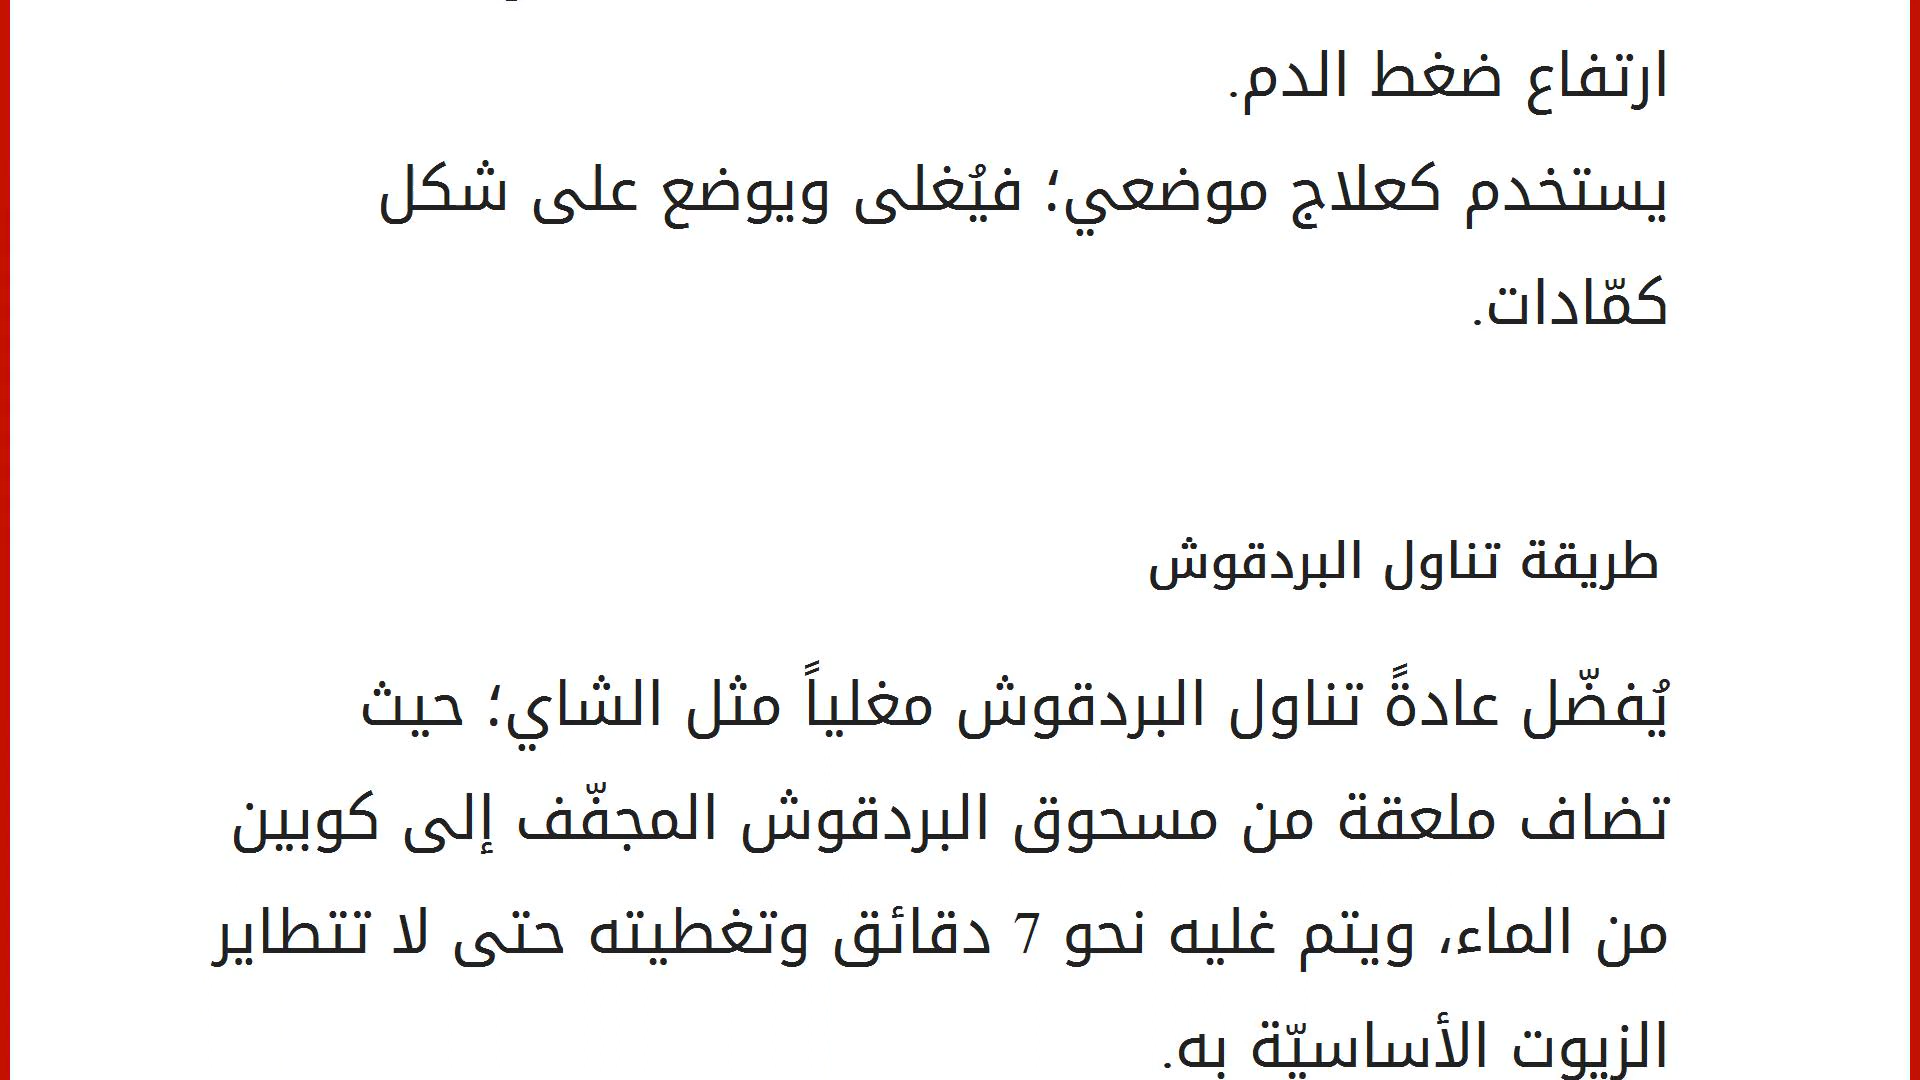 ارتفاع ضغط الدم.
يستخدم كعلاج موضعي؛ فيُغلى ويوضع على شكل
كمّادات.
طريقة تناول البردقوش
يُفضّل عادةً تناول البردقوش مغلياً مثل الشاي؛ حيث
تضاف ملعقة من مسحوق البردقوش المجفّف إلى كوبين
من الماء، ويتم غليه نحو 7 دقائق وتغطيته حتى لا تتطاير
الزيوت الأساسيّة به.